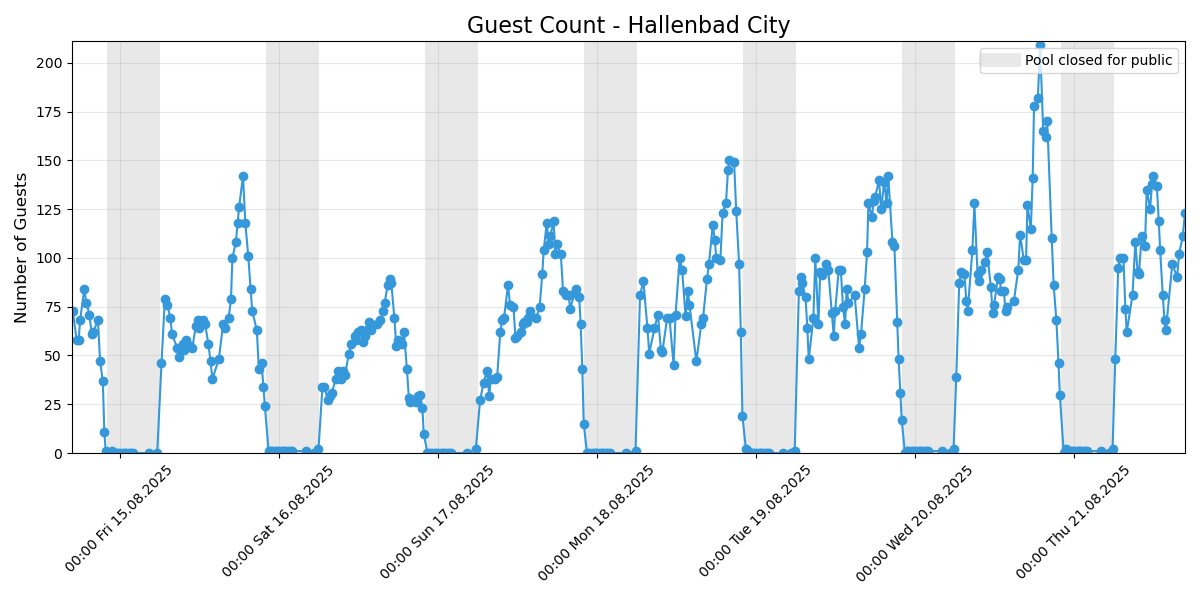 Guest Count - Hallenbad City
Pool closed for public
Number of Guests
200
175
150
125
100
75
50
25
0
00:00 Fri 15.08.2025
00:00 Sat 16.08.2025
00:00 Sun 17.08.2025
00:00 Mon 18.08.2025
00:00 Tue 19.08.2025
00:00 Wed 20.08.2025
00:00 Thu 21.08.2025